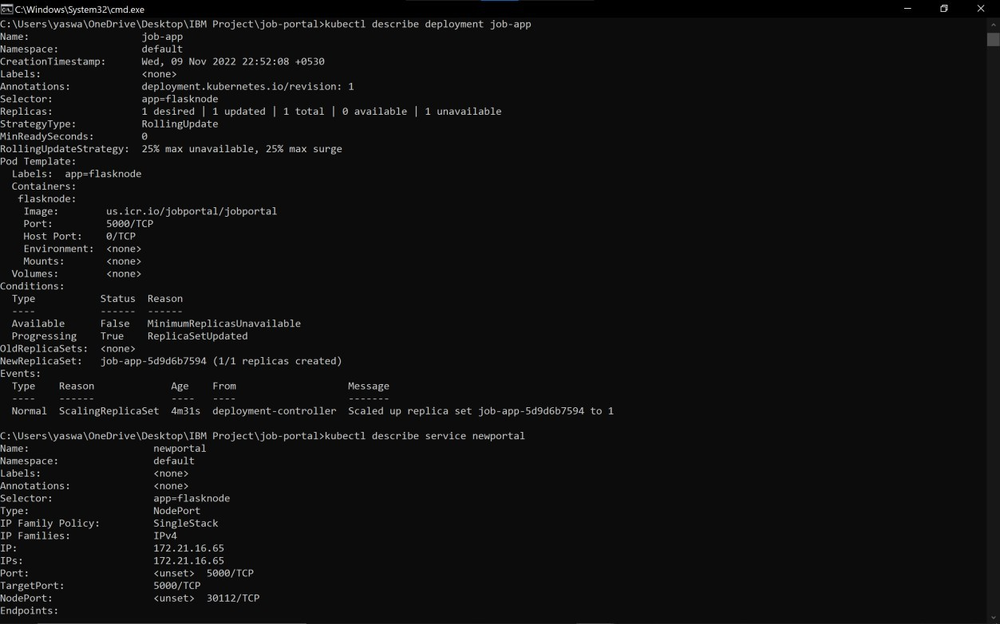 C:\Windows\System32\cmd.exe
C:\Users\yaswa\OneDrive\Desktop\IBM Project\job-portal>kubectl describe deployment job-app
Name:                   job-app
Namespace:              default
CreationTimestamp:      Wed, 09 Nov 2022 22:52:08 +0530
Labels:                 <none>
Annotations:            deployment.kubernetes.io/revision: 1
Selector:               app=flasknode
Replicas:               1 desired | 1 updated | 1 total | 0 available | 1 unavailable
StrategyType:           RollingUpdate
MinReadySeconds:        0
RollingUpdateStrategy:  25% max unavailable, 25% max surge
Pod Template:
  Labels:  app=flasknode
  Containers:
   flasknode:
    Image:        us.icr.io/jobportal/jobportal
    Port:         5000/TCP
    Host Port:    0/TCP
    Environment:  <none>
    Mounts:       <none>
  Volumes:        <none>
Conditions:
  Type           Status  Reason
  ----           ------  ------
  Available      False   MinimumReplicasUnavailable
  Progressing    True    ReplicaSetUpdated
OldReplicaSets:  <none>
NewReplicaSet:   job-app-5d9d6b7594 (1/1 replicas created)
Events:
  Type    Reason             Age    From                   Message
  ----    ------             ----   ----                   -------
  Normal  ScalingReplicaSet  4m31s  deployment-controller  Scaled up replica set job-app-5d9d6b7594 to 1
C:\Users\yaswa\OneDrive\Desktop\IBM Project\job-portal>kubectl describe service newportal
Name:                     newportal
Namespace:                default
Labels:                   <none>
Annotations:              <none>
Selector:                 app=flasknode
Type:                     NodePort
IP Family Policy:         SingleStack
IP Families:              IPv4
IP:                       172.21.16.65
IPs:                      172.21.16.65
Port:                     <unset>  5000/TCP
TargetPort:               5000/TCP
NodePort:                 <unset>  30112/TCP
Endpoints: